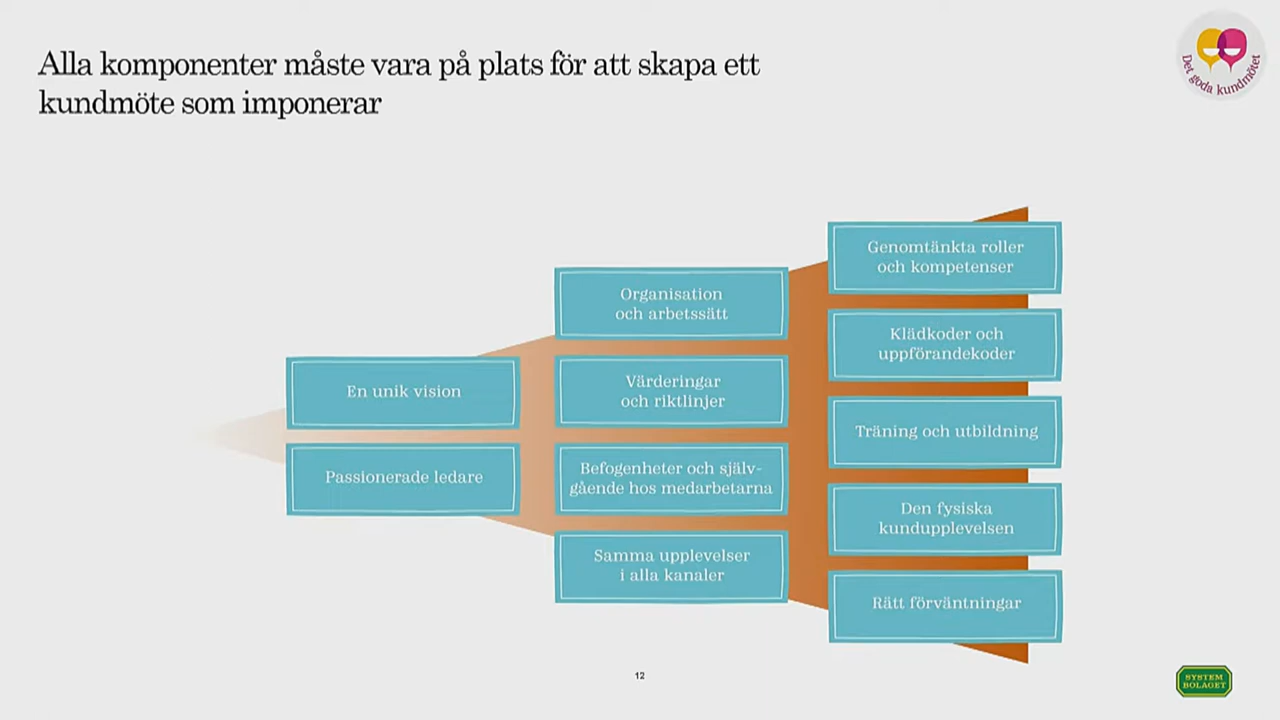 Alla komponenter måste vara på plats för att skapa ett
kundmöte som imponerar
Det goda kundmötet
En unik vision
Passionerade ledare
Organisation
och arbetssätt
Värderingar
och riktlinjer
Befogenheter och själv-
gående hos medarbetarna
Samma upplevelser
i alla kanaler
Genomtänkta roller
och kompetenser
Klädkoder och
uppförandekoder
Träning och utbildning
Den fysiska
kundupplevelsen
Rätt förväntningar
12
SYSTEM
BOLAGET